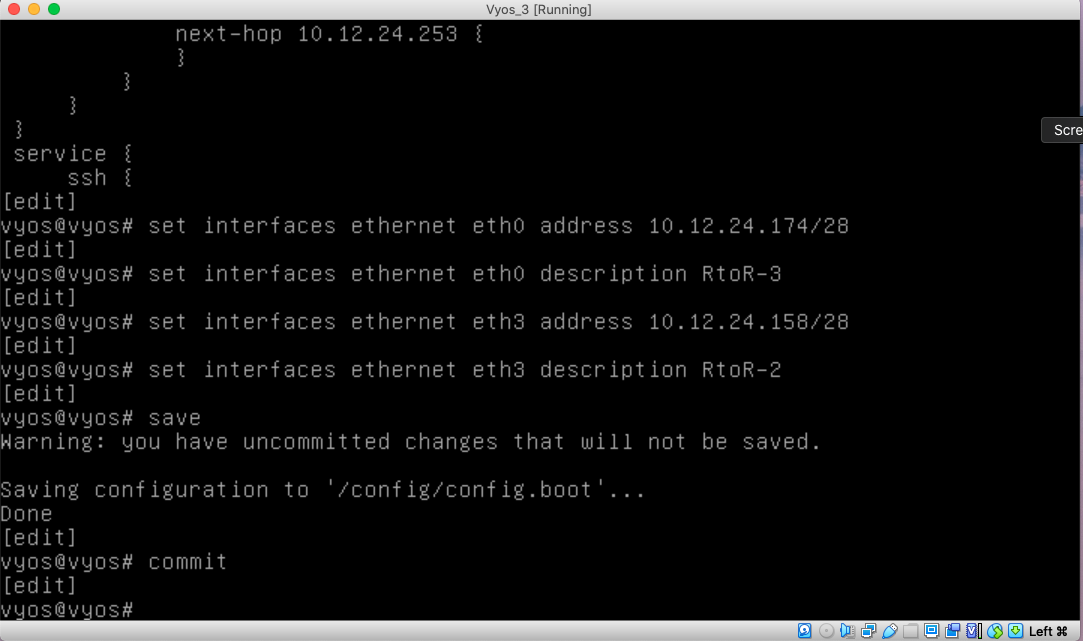 Vyos_3 [Running]
next-hop 10.12.24.253 {
}
}
}
}
service {
ssh {
[edit]
vyos@vyos# set interfaces ethernet eth0 address 10.12.24.174/28
[edit]
vyos@vyos# set interfaces ethernet eth0 description RtoR-3
[edit]
vyos@vyos# set interfaces ethernet eth3 address 10.12.24.158/28
[edit]
vyos@vyos# set interfaces ethernet eth3 description RtoR-2
[edit]
vyos@vyos# save
Warning: you have uncommitted changes that will not be saved.
Saving configuration to '/config/config.boot'...
Done
[edit]
vyos@vyos# commit
[edit]
vyos@vyos#
Scre
Left ⌘